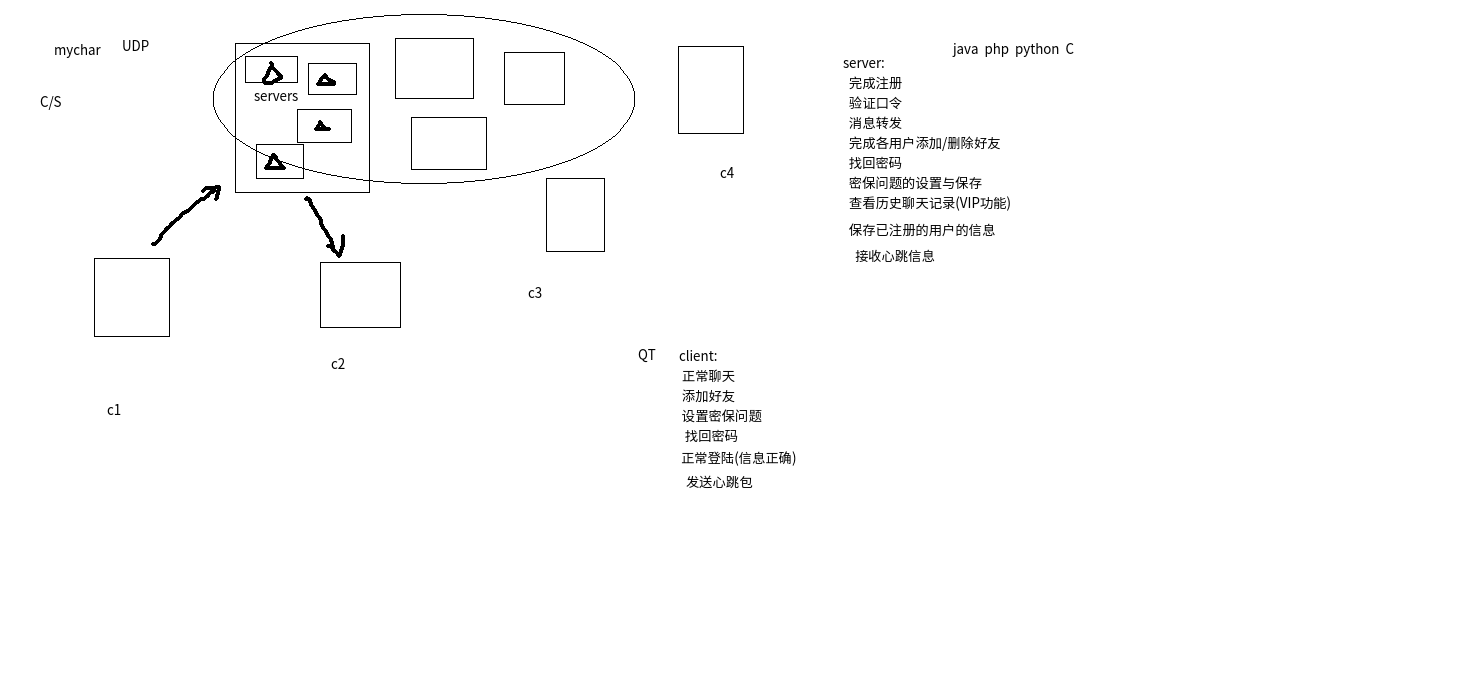 mychar UDP
C/S
servers
c1
c2
c3
c4
java php python C
server:
完成注册
验证口令
消息转发
完成各用户添加/删除好友
找回密码
密保问题的设置与保存
查看历史聊天记录(VIP功能)
保存已注册的用户的信息
接收心跳信息
QT client:
正常聊天
添加好友
设置密保问题
找回密码
正常登陆(信息正确)
发送心跳包